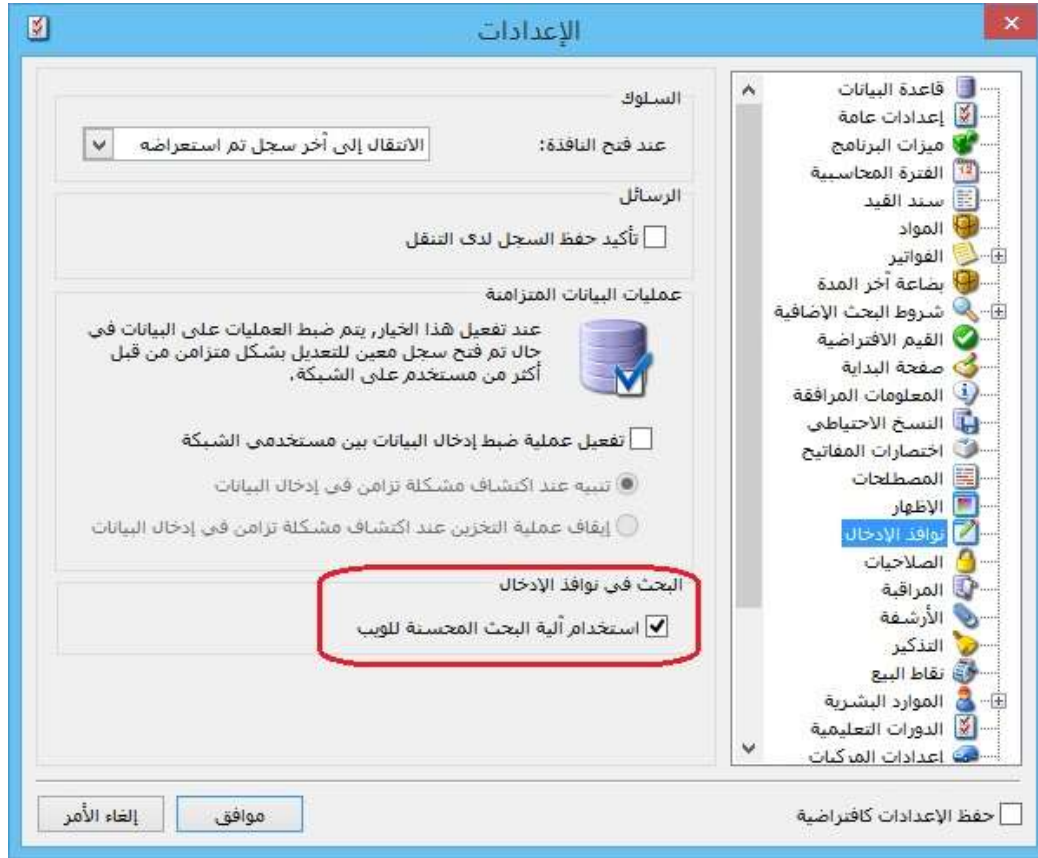 الإعدادات
قاعدة البيانات
إعدادات عامة
ميزات البرنامج
الفترة المحاسبية
سند القيد
المواد
الفواتير
بضاعة آخر المدة
شروط البحث الإضافية
القيم الافتراضية
صفحة البداية
المعلومات المرافقة
النسخ الاحتياطي
اختصارات المفاتيح
المصطلحات
الإظهار
نوافذ الإدخال
الصلاحيات
المراقبة
الأرشفة
التذكير
نقاط البيع
الموارد البشرية
الدورات التعليمية
إعدادات المركبات
السلوك
عند فتح النافذة: الانتقال إلى آخر سجل تم استعراضه
الرسائل
تأكيد حفظ السجل لدى التنقل
عمليات البيانات المتزامنة
عند تفعيل هذا الخيار, يتم ضبط العمليات على البيانات في
حال تم فتح سجل معين للتعديل بشكل متزامن من قبل
أكثر من مستخدم على الشبكة.
تفعيل عملية ضبط إدخال البيانات بين مستخدمي الشبكة
تنبيه عند اكتشاف مشكلة تزامن في إدخال البيانات
إيقاف عملية التخزين عند اكتشاف مشكلة تزامن في إدخال البيانات
البحث في نوافذ الإدخال
استخدام آلية البحث المحسنة للويب
حفظ الإعدادات كافتراضية
موافق
إلغاء الأمر